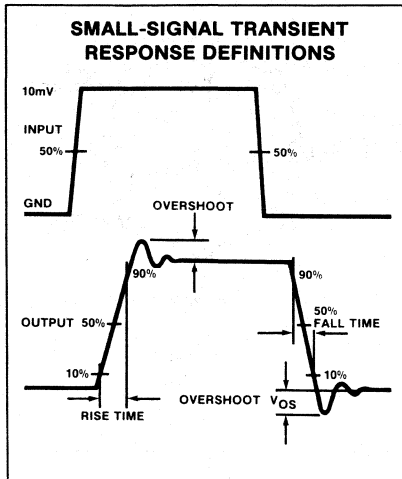 SMALL-SIGNAL TRANSIENT
RESPONSE DEFINITIONS
10mV
INPUT
50%
50%
GND
OVERSHOOT
90%
90%
OUTPUT
50%
50%
FALL TIME
10%
10%
RISE TIME
OVERSHOOT VOS